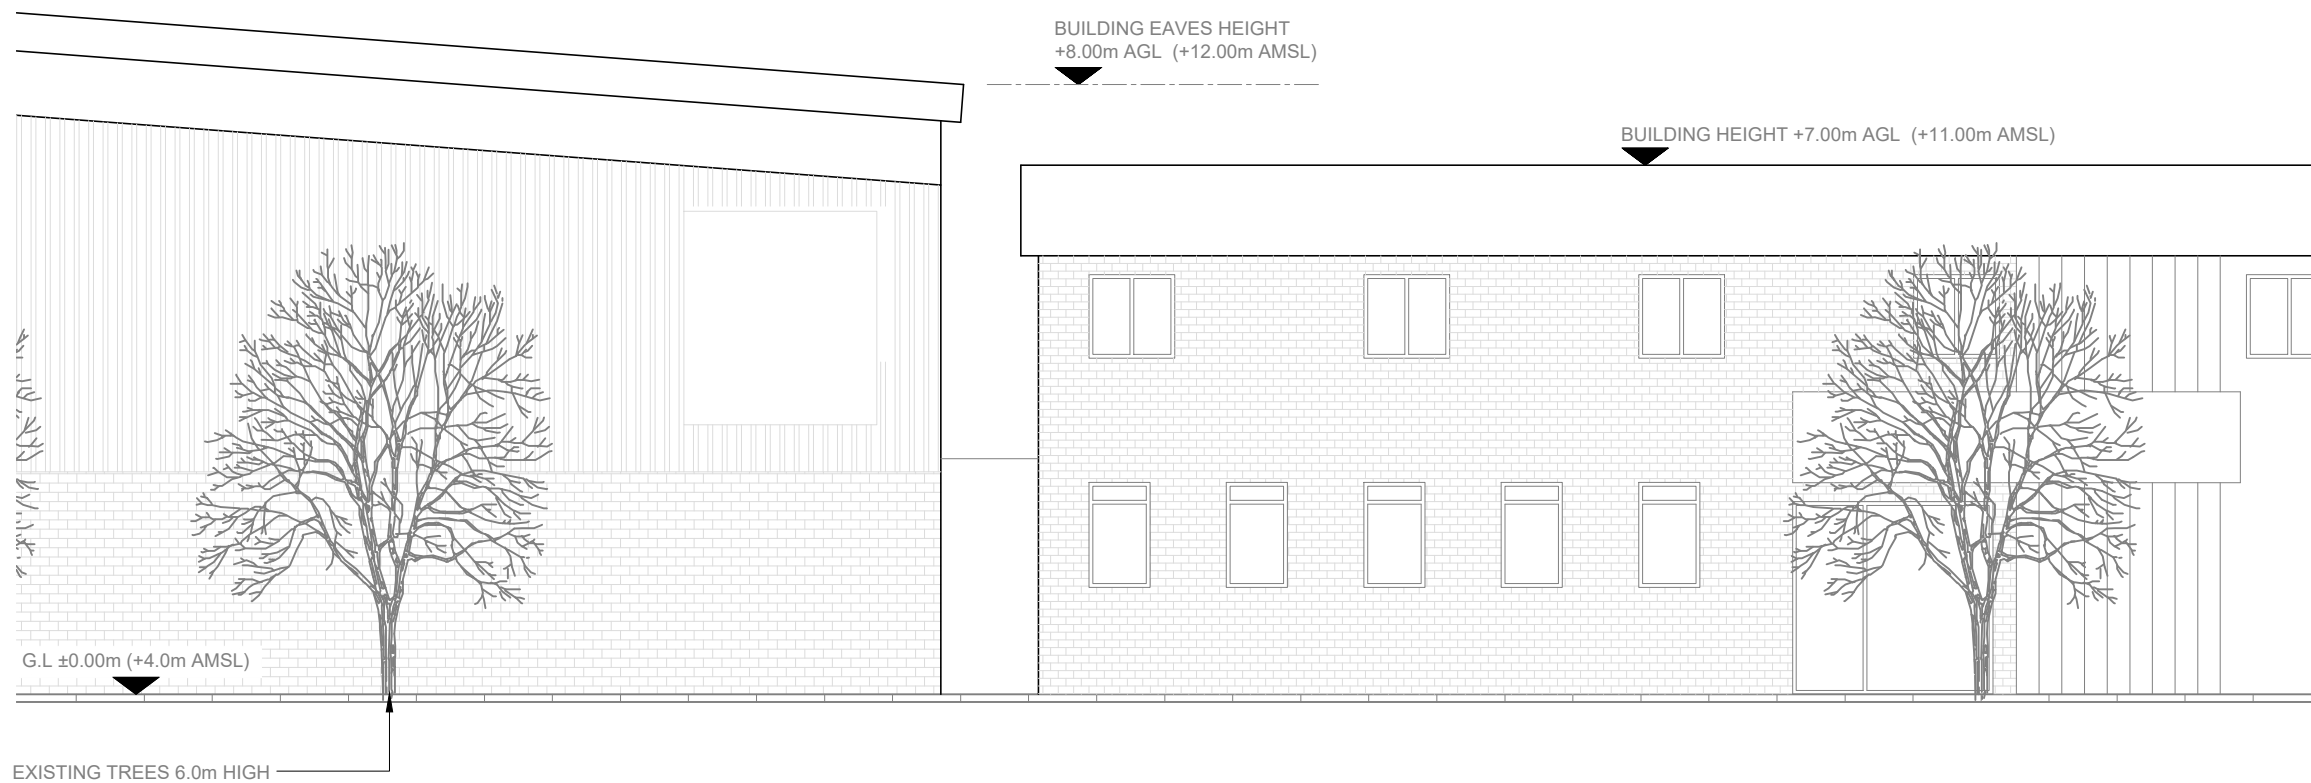 BUILDING EAVES HEIGHT
+8.00m AGL (+12.00m AMSL)
BUILDING HEIGHT +7.00m AGL (+11.00m AMSL)
G.L ±0.00m (+4.0m AMSL)
EXISTING TREES 6.0m HIGH